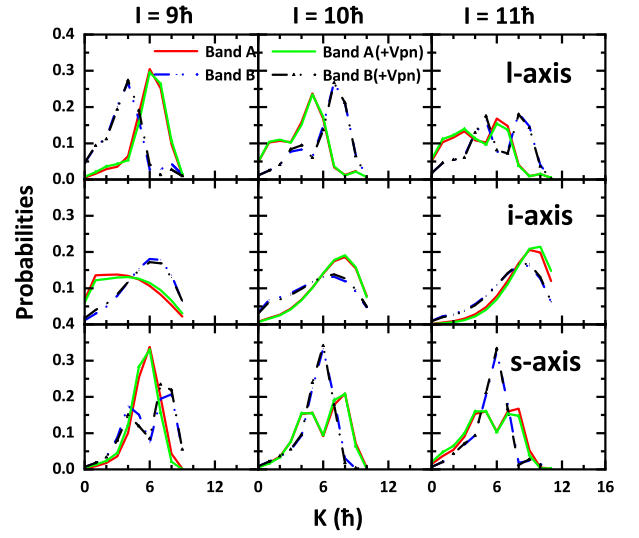 I = 9ħ I = 10ħ I = 11ħ
Band A Band A(+Vpn)
Band B Band B(+Vpn)
l-axis
0.4
0.3
0.2
0.1
0.0
i-axis
0.3
0.2
0.1
0.4
s-axis
0.3
0.2
0.1
0.0
0 6 12 0 6 12 0 6 12 16
Probabilities
K (ħ)